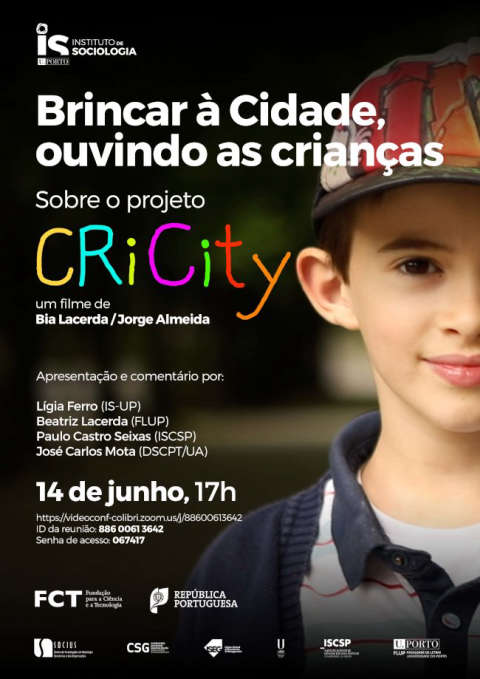 is
INSTITUTO DE
SOCIOLOGIA
U.PORTO
Brincar à Cidade,
ouvindo as crianças
Sobre o projeto
CRiCity
um filme de
Bia Lacerda / Jorge Almeida
Apresentação e comentário por:
Lígia Ferro (IS-UP)
Beatriz Lacerda (FLUP)
Paulo Castro Seixas (ISCSP)
José Carlos Mota (DSCPT/UA)
14 de junho, 17h
https://videoconf-colibri.zoom.us/j/88600613642
ID da reunião: 886 0061 3642
Senha de acesso: 067417
FCT Fundação
para a Ciência
e a Tecnologia
REPÚBLICA
PORTUGUESA
SOCIUS
CSG
ISEG
U
ISCSP
U.PORTO
FLUP FACULDADE DE LETRAS
UNIVERSIDADE DO PORTO